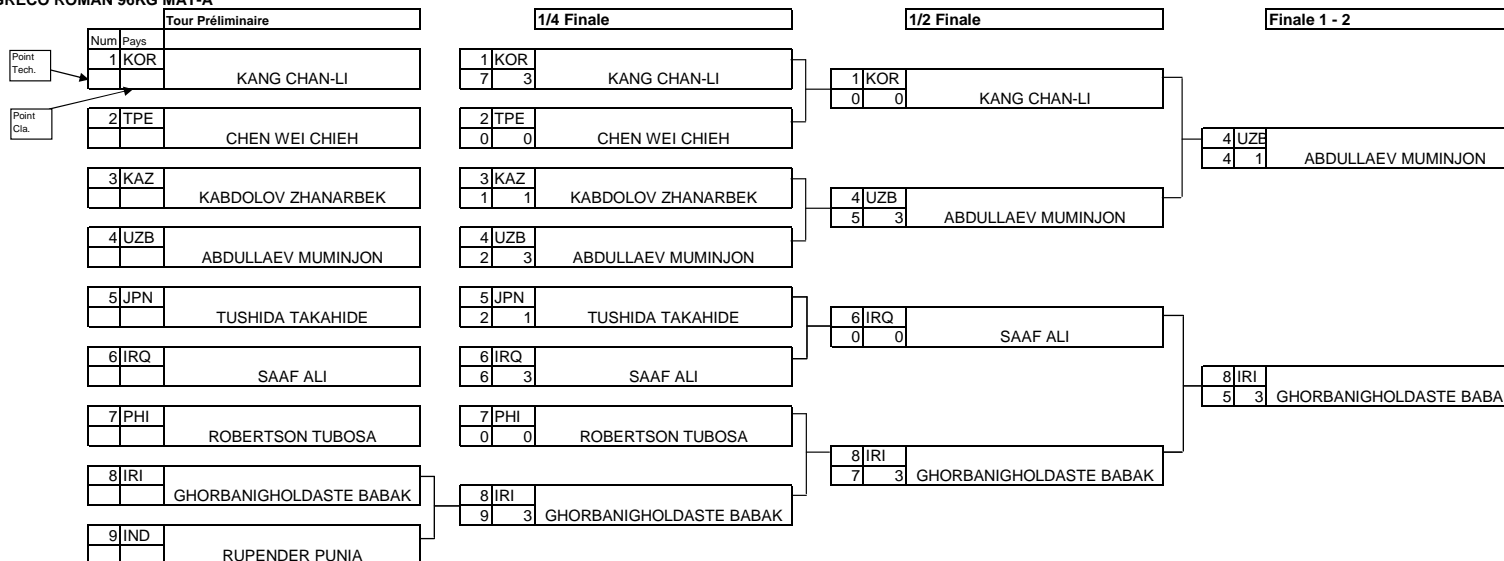 GRECO ROMAN 96KG MAT-A
Tour Préliminaire 1/4 Finale 1/2 Finale Finale 1 - 2
Num Pays
Point
Tech.
Point
Cla.
1 KOR
KANG CHAN-LI
2 TPE
CHEN WEI CHIEH
3 KAZ
KABDOLOV ZHANARBEK
4 UZB
ABDULLAEV MUMINJON
5 JPN
TUSHIDA TAKAHIDE
6 IRQ
SAAF ALI
7 PHI
ROBERTSON TUBOSA
8 IRI
GHORBANIGHOLDASTE BABAK
9 IND
RUPENDER PUNIA
1 KOR
7 3 KANG CHAN-LI
2 TPE
0 0 CHEN WEI CHIEH
3 KAZ
1 1 KABDOLOV ZHANARBEK
4 UZB
2 3 ABDULLAEV MUMINJON
5 JPN
2 1 TUSHIDA TAKAHIDE
6 IRQ
6 3 SAAF ALI
7 PHI
0 0 ROBERTSON TUBOSA
8 IRI
9 3 GHORBANIGHOLDASTE BABAK
1 KOR
0 0 KANG CHAN-LI
4 UZB
5 3 ABDULLAEV MUMINJON
6 IRQ
0 0 SAAF ALI
8 IRI
7 3 GHORBANIGHOLDASTE BABAK
4 UZB
4 1 ABDULLAEV MUMINJON
8 IRI
5 3 GHORBANIGHOLDASTE BABA